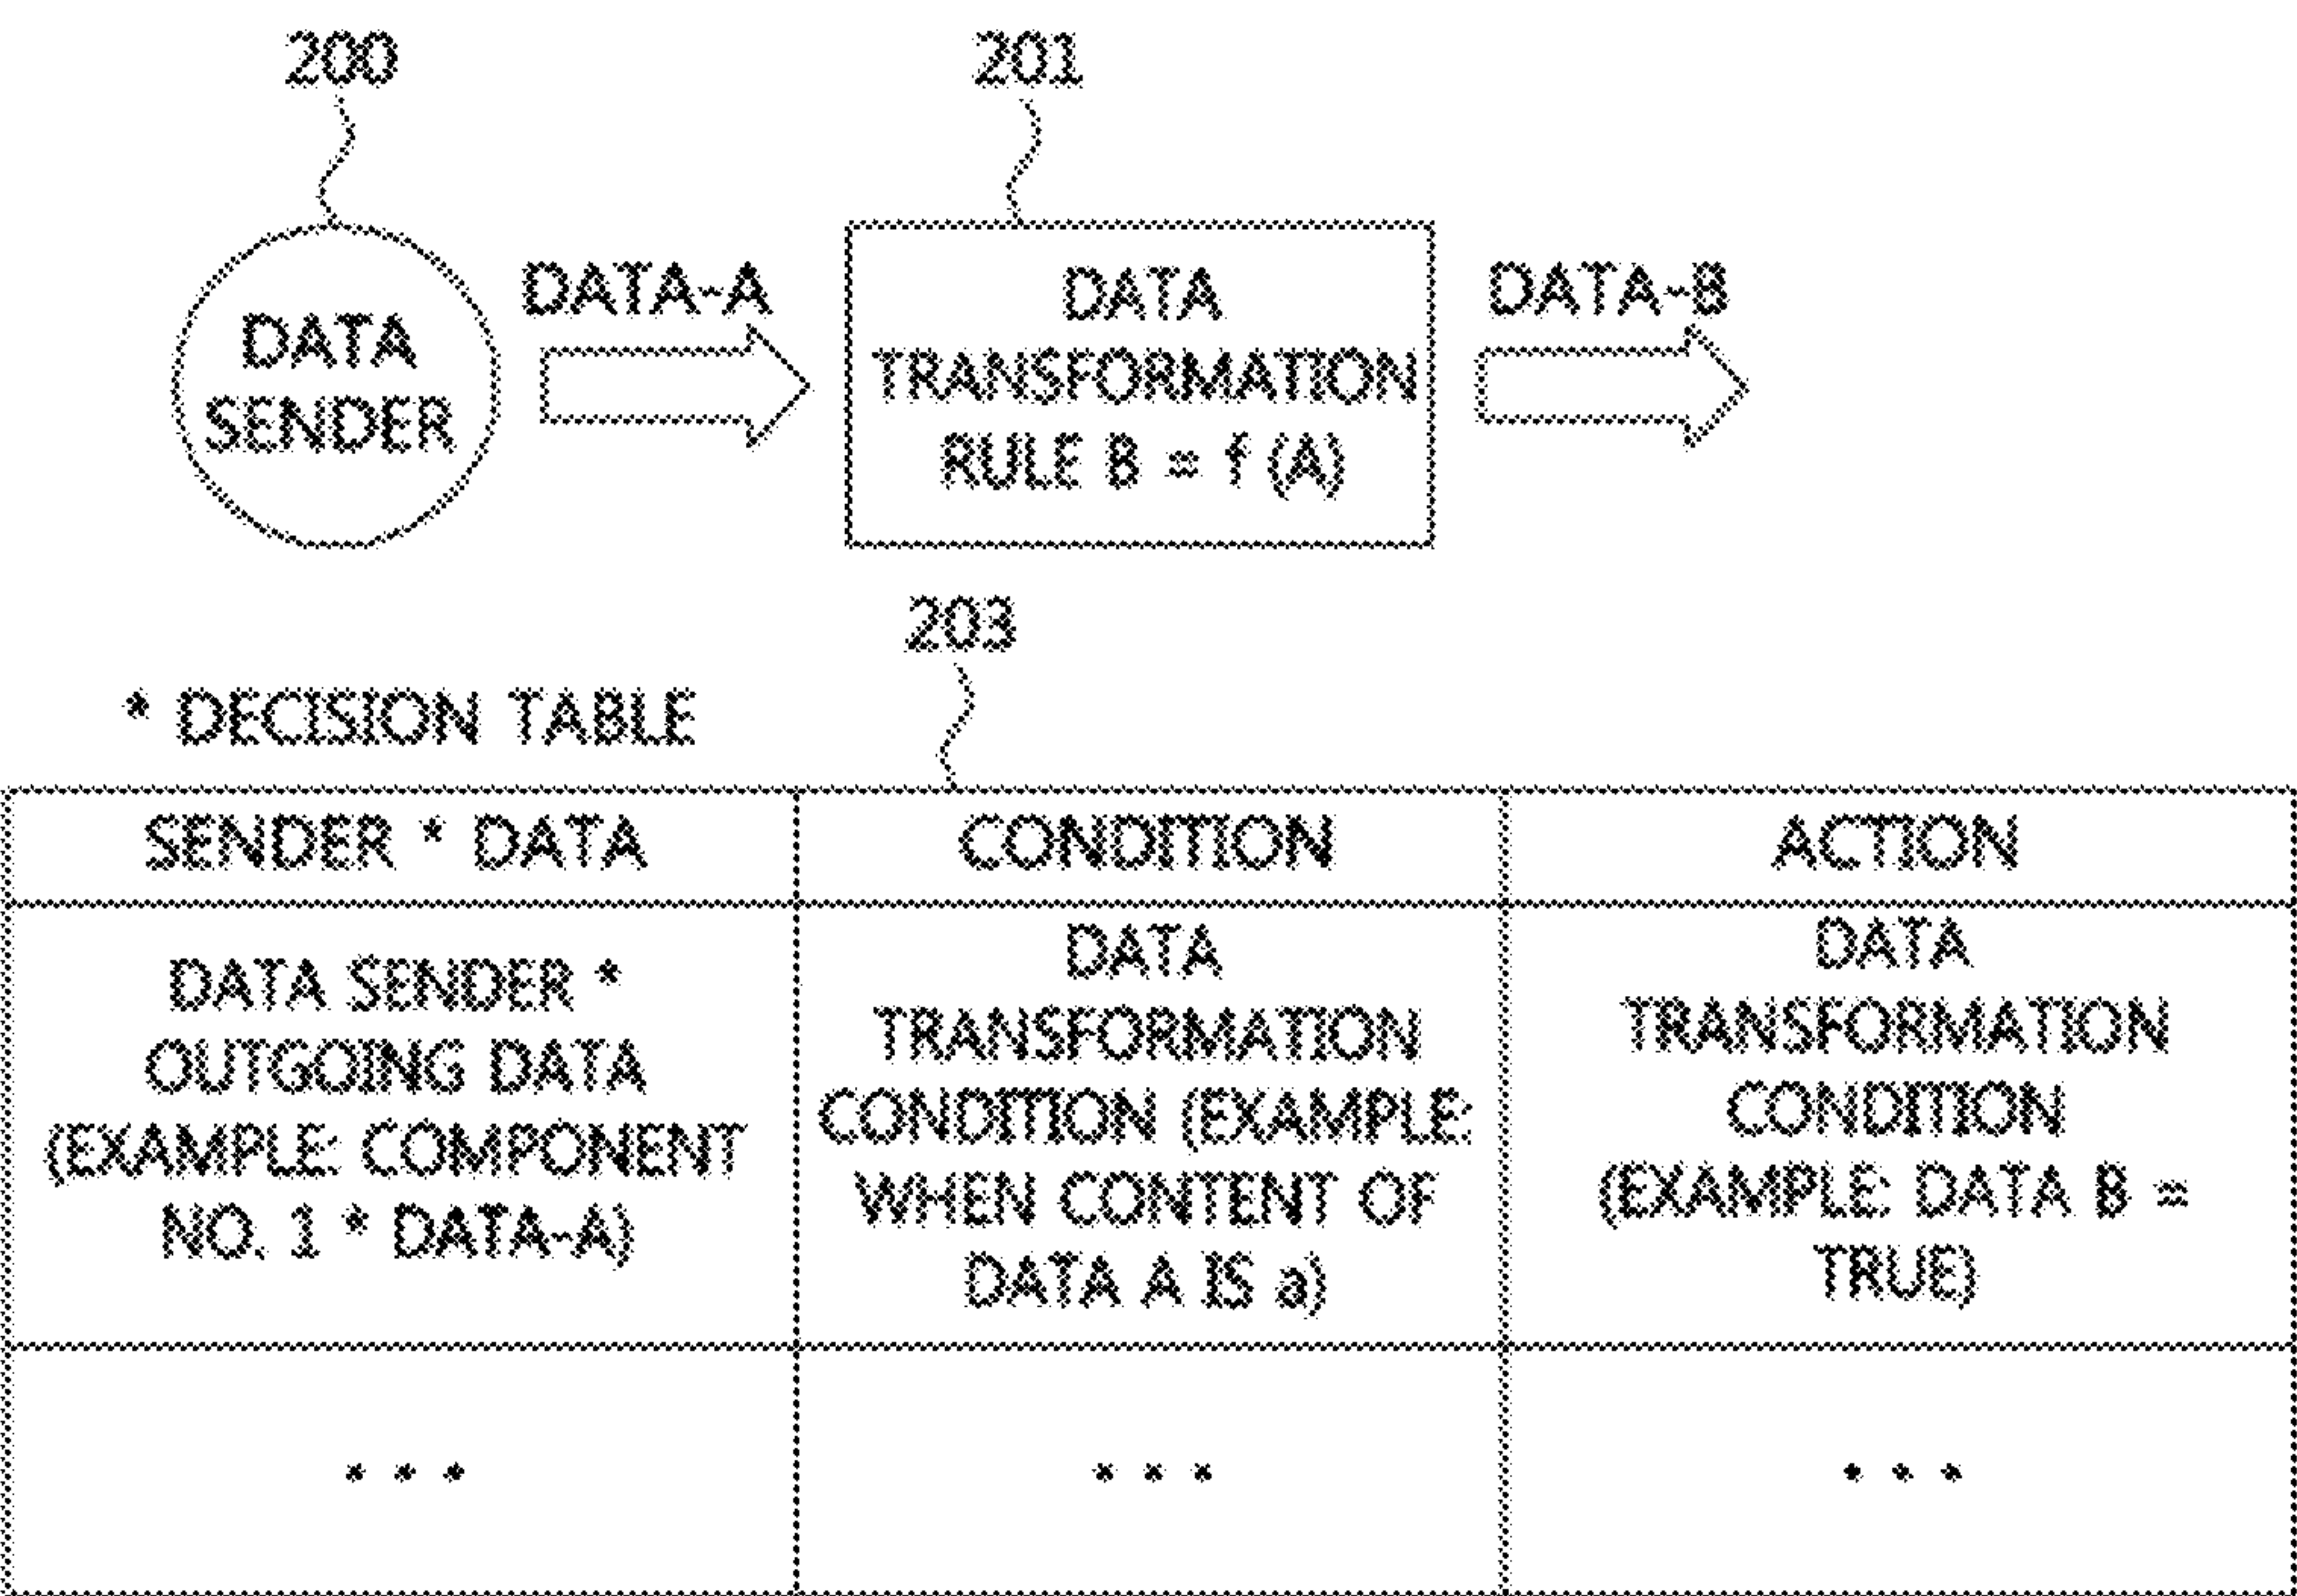 200
201
DATA
SENDER
DATA-A
DATA
TRANSFORMATION
RULE B = f (A)
DATA-B
203
* DECISION TABLE
SENDER * DATA
CONDITION
ACTION
DATA SENDER *
OUTGOING DATA
(EXAMPLE: COMPONENT
NO. 1 * DATA-A)
DATA
TRANSFORMATION
CONDITION (EXAMPLE:
WHEN CONTENT OF
DATA A IS a)
DATA
TRANSFORMATION
CONDITION
(EXAMPLE: DATA B =
TRUE)
• • •
• • •
• • •